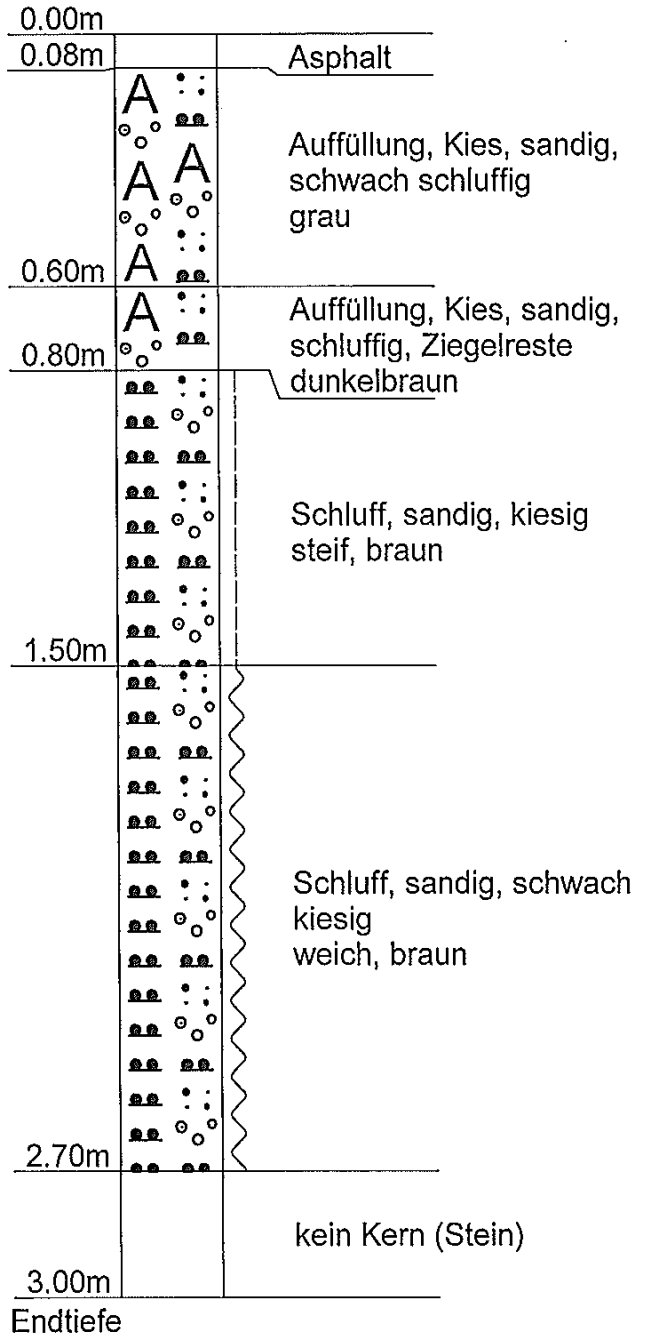 0.00m
0.08m
Asphalt
A
A
A
A
A
Auffüllung, Kies, sandig,
schwach schluffig
grau
0.60m
Auffüllung, Kies, sandig,
schluffig, Ziegelreste
dunkelbraun
0.80m
Schluff, sandig, kiesig
steif, braun
1.50m
Schluff, sandig, schwach
kiesig
weich, braun
2.70m
kein Kern (Stein)
3.00m
Endtiefe